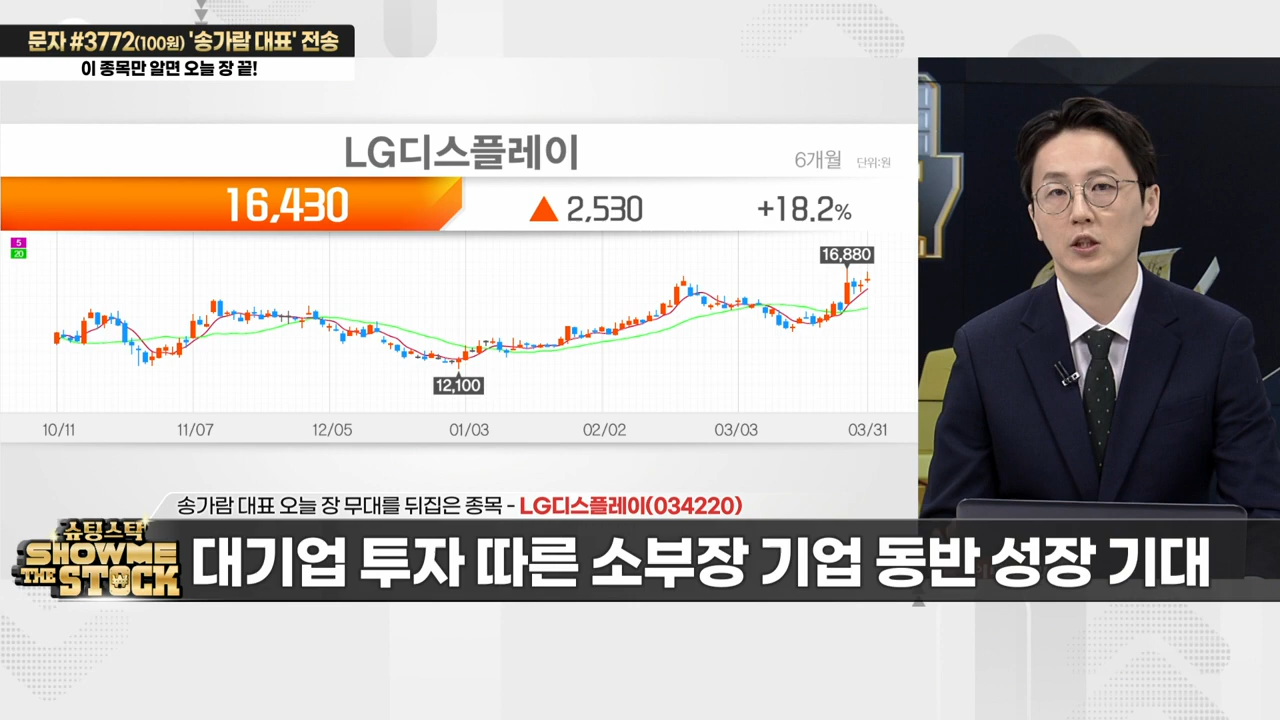 문자 #3772(100원) '송가람 대표' 전송
이 종목만 알면 오늘 장 끝!
LG디스플레이
6개월 단위:원
16,430 ▲ 2,530 +18.2%
5
20
16,880
12,100
10/11 11/07 12/05 01/03 02/02 03/03 03/31
송가람 대표 오늘 장 무대를 뒤집은 종목 - LG디스플레이(034220)
슈팅스탁
SHOW ME
THE STOCK
대기업 투자 따른 소부장 기업 동반 성장 기대